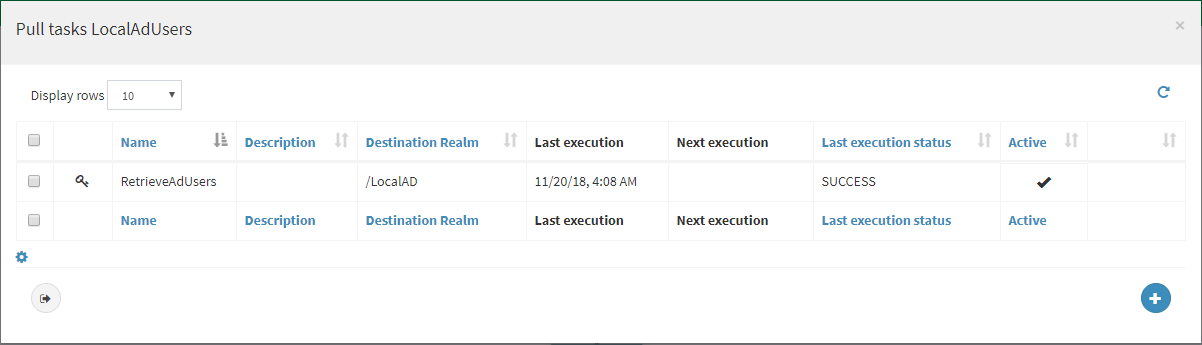 Pull tasks LocalAdUsers ×
Display rows 10
Name Description Destination Realm Last execution Next execution Last execution status Active
RetrieveAdUsers /LocalAD 11/20/18, 4:08 AM SUCCESS
Name Description Destination Realm Last execution Next execution Last execution status Active